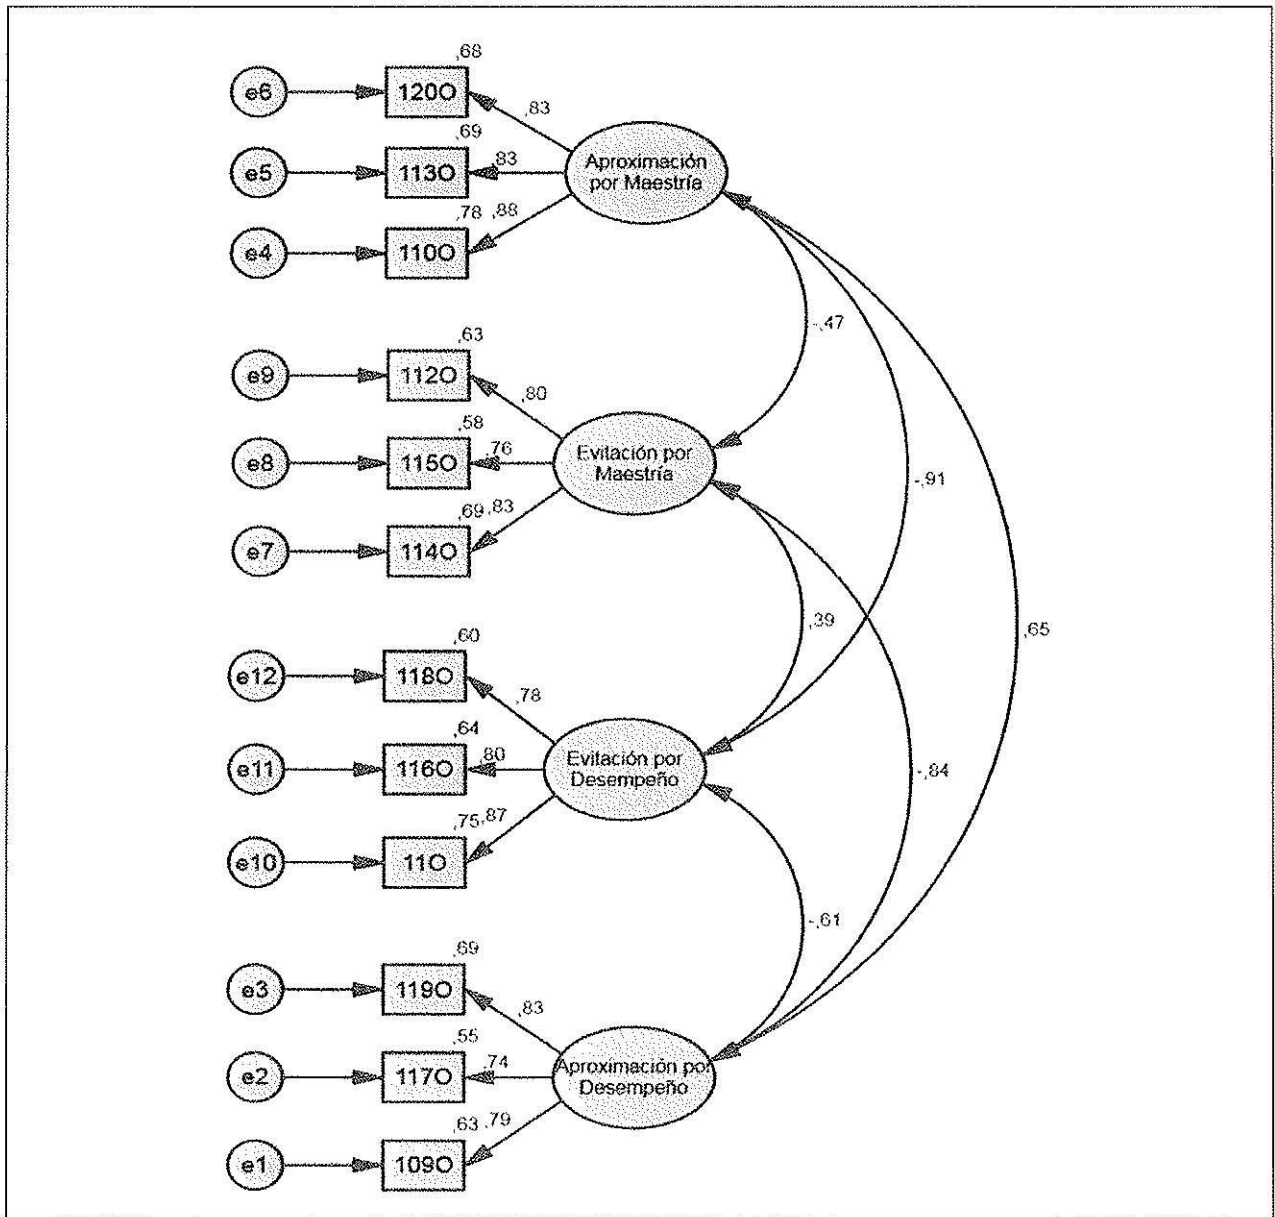 ,68
e6 120O ,83
,69
e5 113O ,83
Aproximación
por Maestría
,78 ,88
e4 110O
-,47
,63
e9 112O
,80
,58
e8 115O ,76
Evitación por
Maestría
-,91
,69 ,83
e7 114O
,39
,65
,60
e12 118O
,78
,64
e11 116O ,80
Evitación por
Desempeño
-,84
,75 ,87
e10 11O
-,61
,69
e3 119O
,83
,55
e2 117O ,74
Aproximación por
Desempeño
,63 ,79
e1 109O